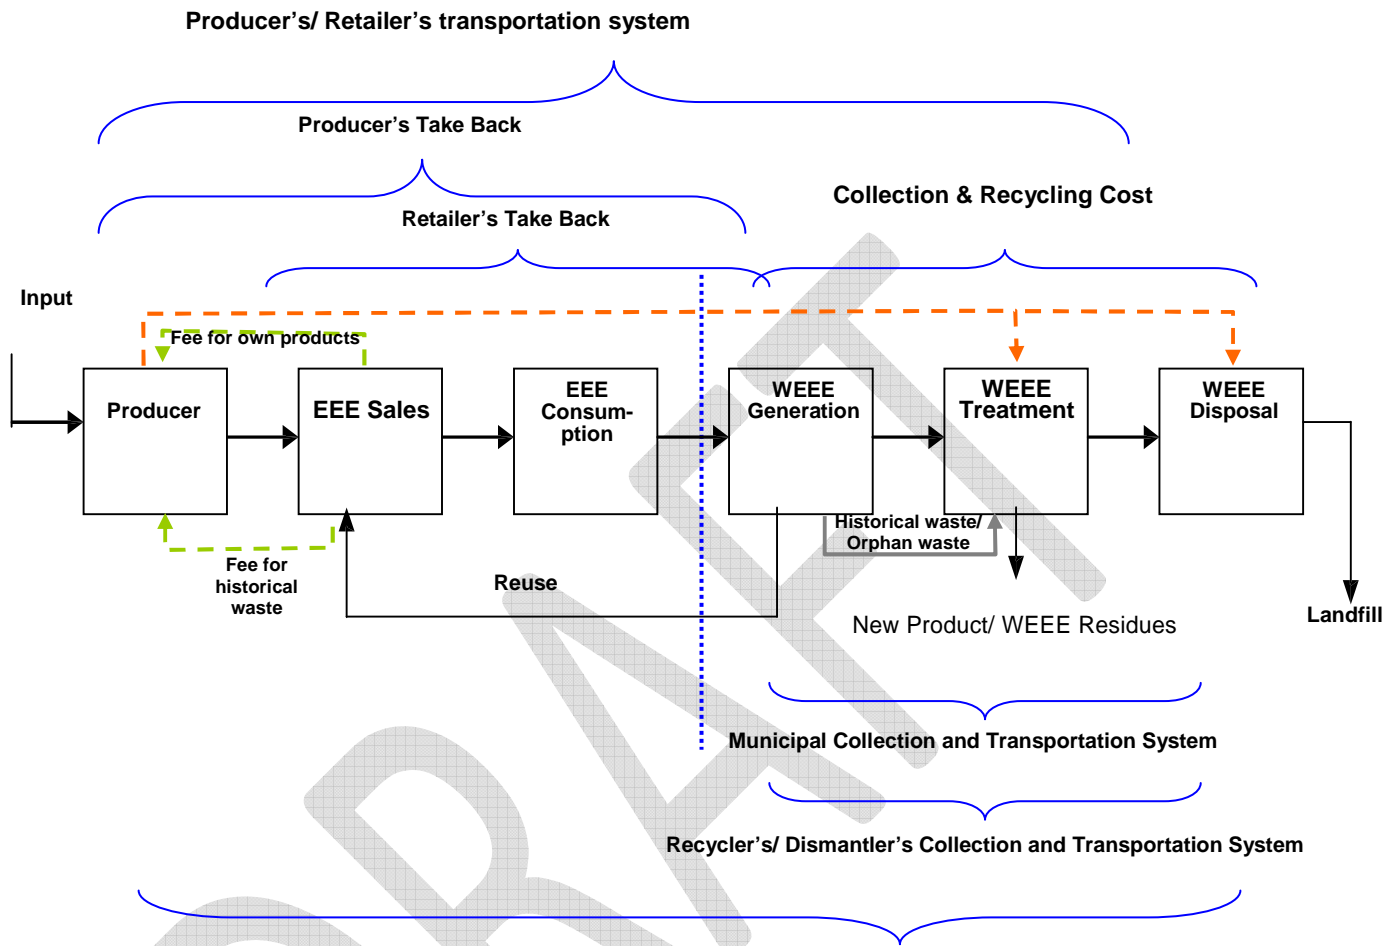 Producer's/ Retailer's transportation system
Producer's Take Back
Collection & Recycling Cost
Retailer's Take Back
Input
Fee for own products
Producer
EEE Sales
EEE
Consum-
ption
WEEE
Generation
WEEE
Treatment
WEEE
Disposal
Historical waste/
Orphan waste
Fee for
historical
waste
Reuse
New Product/ WEEE Residues
Landfill
Municipal Collection and Transportation System
Recycler's/ Dismantler's Collection and Transportation System
DRAFT